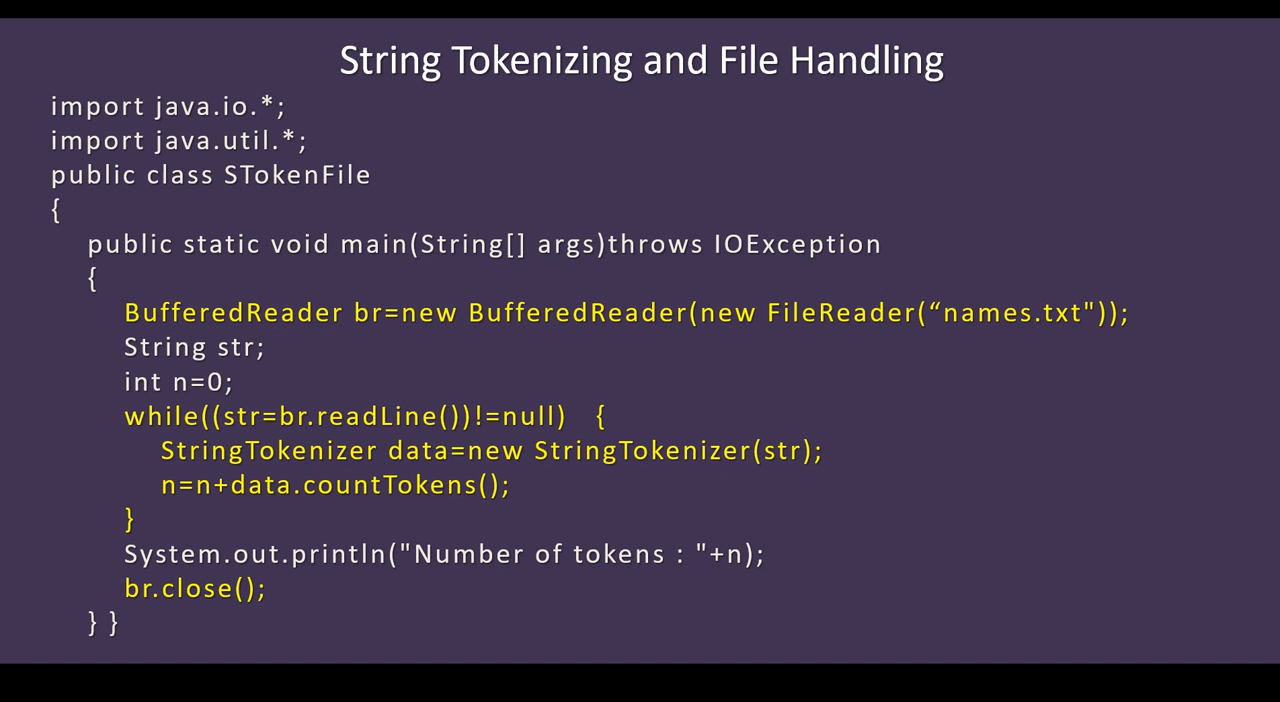 String Tokenizing and File Handling
import java.io.*;
import java.util.*;
public class STokenFile
{
public static void main(String[] args)throws IOException
{
BufferedReader br=new BufferedReader(new FileReader(“names.txt"));
String str;
int n=0;
while((str=br.readLine())!=null) {
StringTokenizer data=new StringTokenizer(str);
n=n+data.countTokens();
}
System.out.println("Number of tokens : "+n);
br.close();
} }